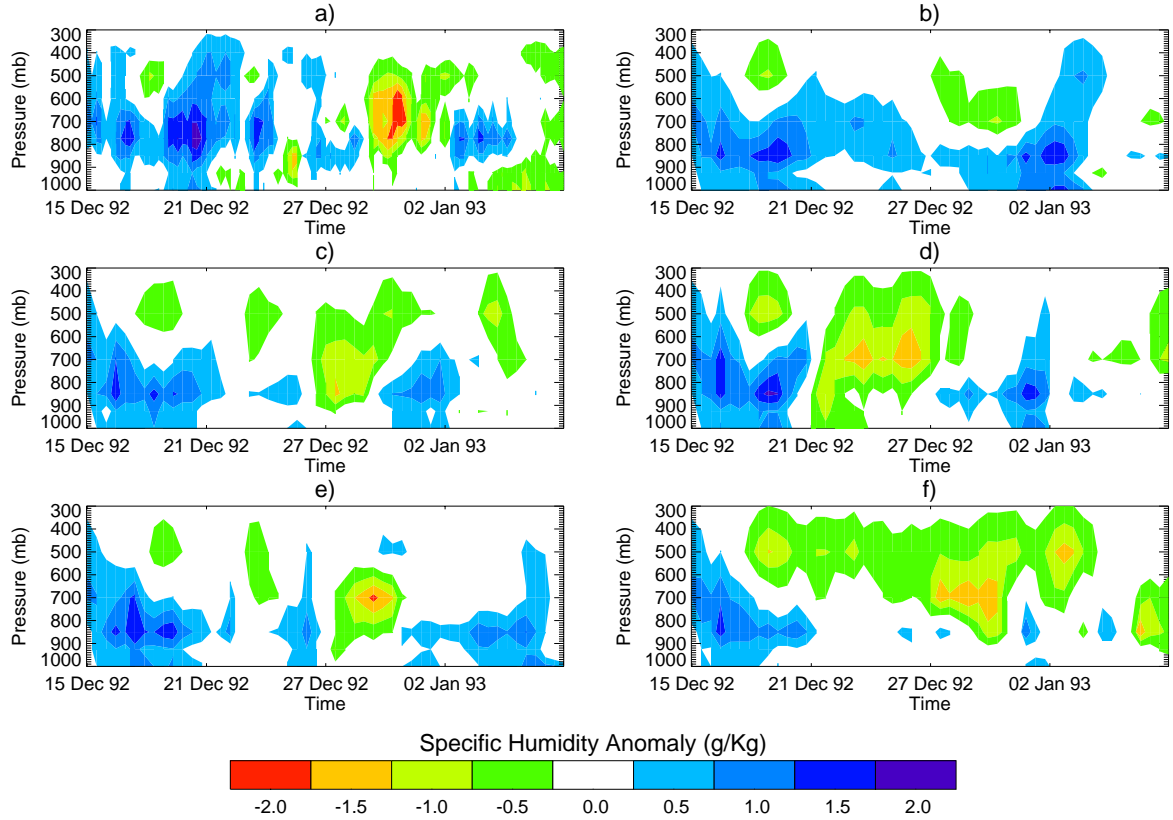 a)
Pressure (mb)
300
400
500
600
700
800
900
1000
15 Dec 92 21 Dec 92 27 Dec 92 02 Jan 93
Time
b)
Pressure (mb)
300
400
500
600
700
800
900
1000
15 Dec 92 21 Dec 92 27 Dec 92 02 Jan 93
Time
c)
Pressure (mb)
300
400
500
600
700
800
900
1000
15 Dec 92 21 Dec 92 27 Dec 92 02 Jan 93
Time
d)
Pressure (mb)
300
400
500
600
700
800
900
1000
15 Dec 92 21 Dec 92 27 Dec 92 02 Jan 93
Time
e)
Pressure (mb)
300
400
500
600
700
800
900
1000
15 Dec 92 21 Dec 92 27 Dec 92 02 Jan 93
Time
f)
Pressure (mb)
300
400
500
600
700
800
900
1000
15 Dec 92 21 Dec 92 27 Dec 92 02 Jan 93
Time
Specific Humidity Anomaly (g/Kg)
-2.0 -1.5 -1.0 -0.5 0.0 0.5 1.0 1.5 2.0